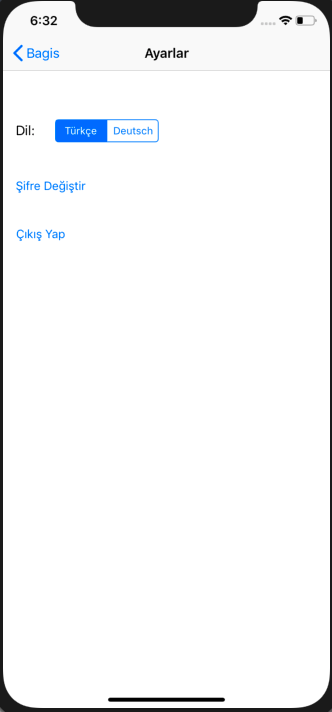 6:32
Bagis
Ayarlar
Dil:
Türkçe
Deutsch
Şifre Değiştir
Çıkış Yap